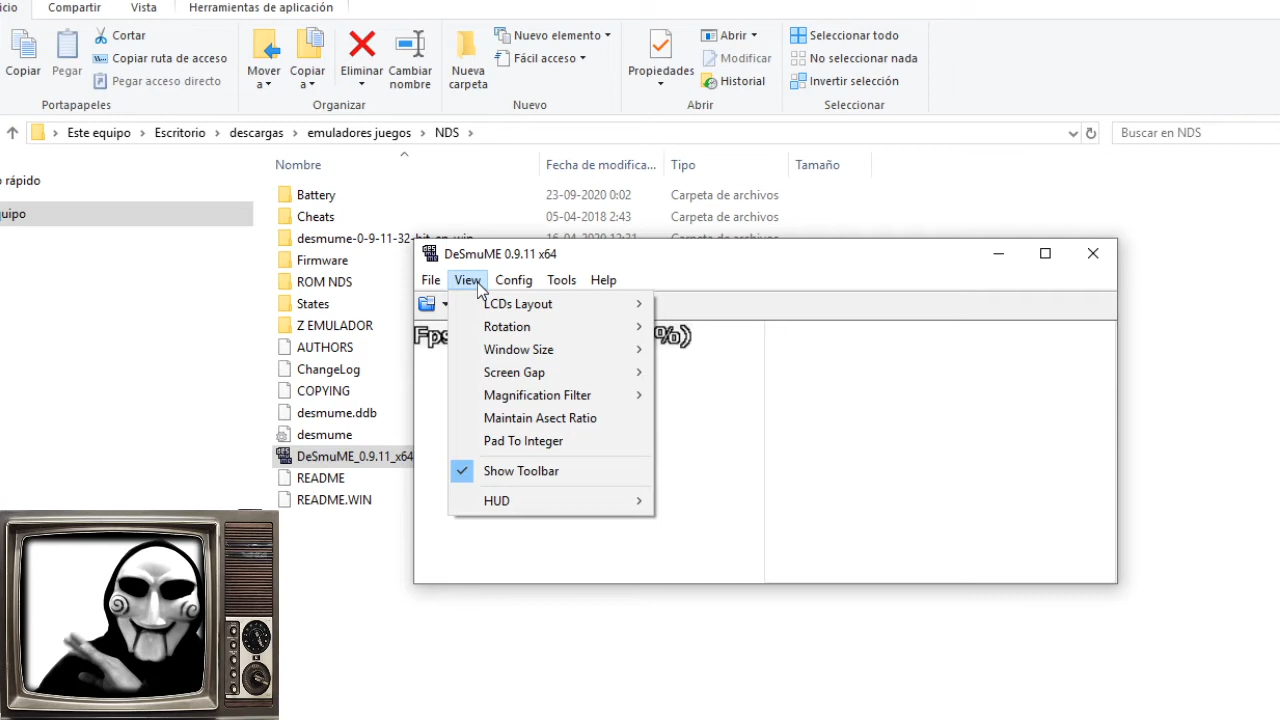 icio Compartir Vista Herramientas de aplicación
Copiar
Pegar
Cortar
Copiar ruta de acceso
Pegar acceso directo
Portapapeles
Mover a
Copiar a
Eliminar
Cambiar nombre
Organizar
Nueva carpeta
Nuevo elemento
Fácil acceso
Nuevo
Propiedades
Abrir
Modificar
Historial
Abrir
Seleccionar todo
No seleccionar nada
Invertir selección
Seleccionar
Este equipo > Escritorio > descargas > emuladores juegos > NDS >
Buscar en NDS
o rápido
quipo
Nombre Fecha de modifica... Tipo Tamaño
Battery 23-09-2020 0:02 Carpeta de archivos
Cheats 05-04-2018 2:43 Carpeta de archivos
desmume-0-9-11-32-bit-en-win
Firmware
ROM NDS
States
Z EMULADOR
AUTHORS
ChangeLog
COPYING
desmume.ddb
desmume
DeSmuME_0.9.11_x64
README
README.WIN
DeSmuME 0.9.11 x64
File View Config Tools Help
Fps %)
LCDs Layout
Rotation
Window Size
Screen Gap
Magnification Filter
Maintain Asect Ratio
Pad To Integer
Show Toolbar
HUD